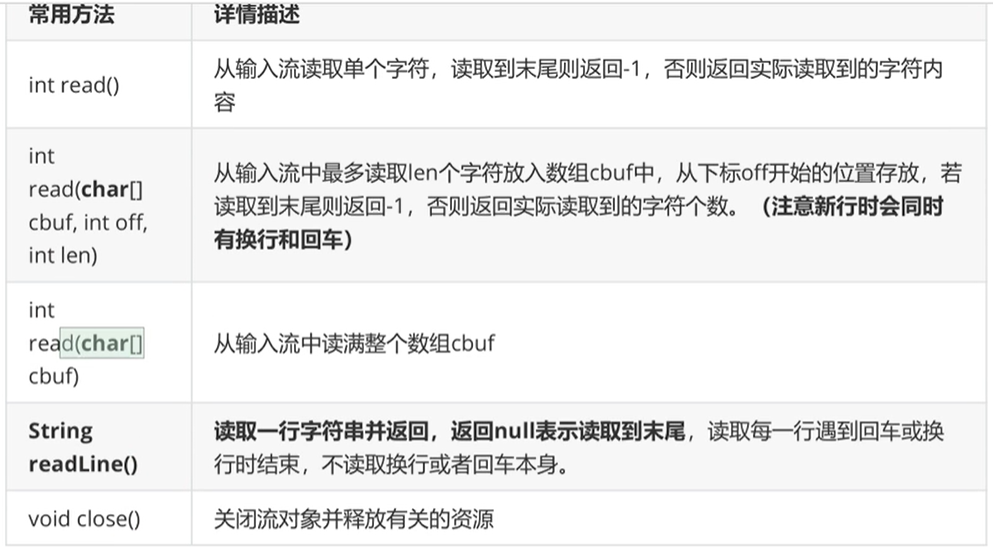 常用方法 详情描述
int read()
从输入流读取单个字符，读取到末尾则返回-1，否则返回实际读取到的字符内
容
int
read(char[]
cbuf, int off,
int len)
从输入流中最多读取len个字符放入数组cbuf中，从下标off开始的位置存放，若
读取到末尾则返回-1，否则返回实际读取到的字符个数。（注意新行时会同时
有换行和回车）
int
read(char[]
cbuf)
从输入流中读满整个数组cbuf
String
readLine()
读取一行字符串并返回，返回null表示读取到末尾，读取每一行遇到回车或换
行时结束，不读取换行或者回车本身。
void close()
关闭流对象并释放有关的资源